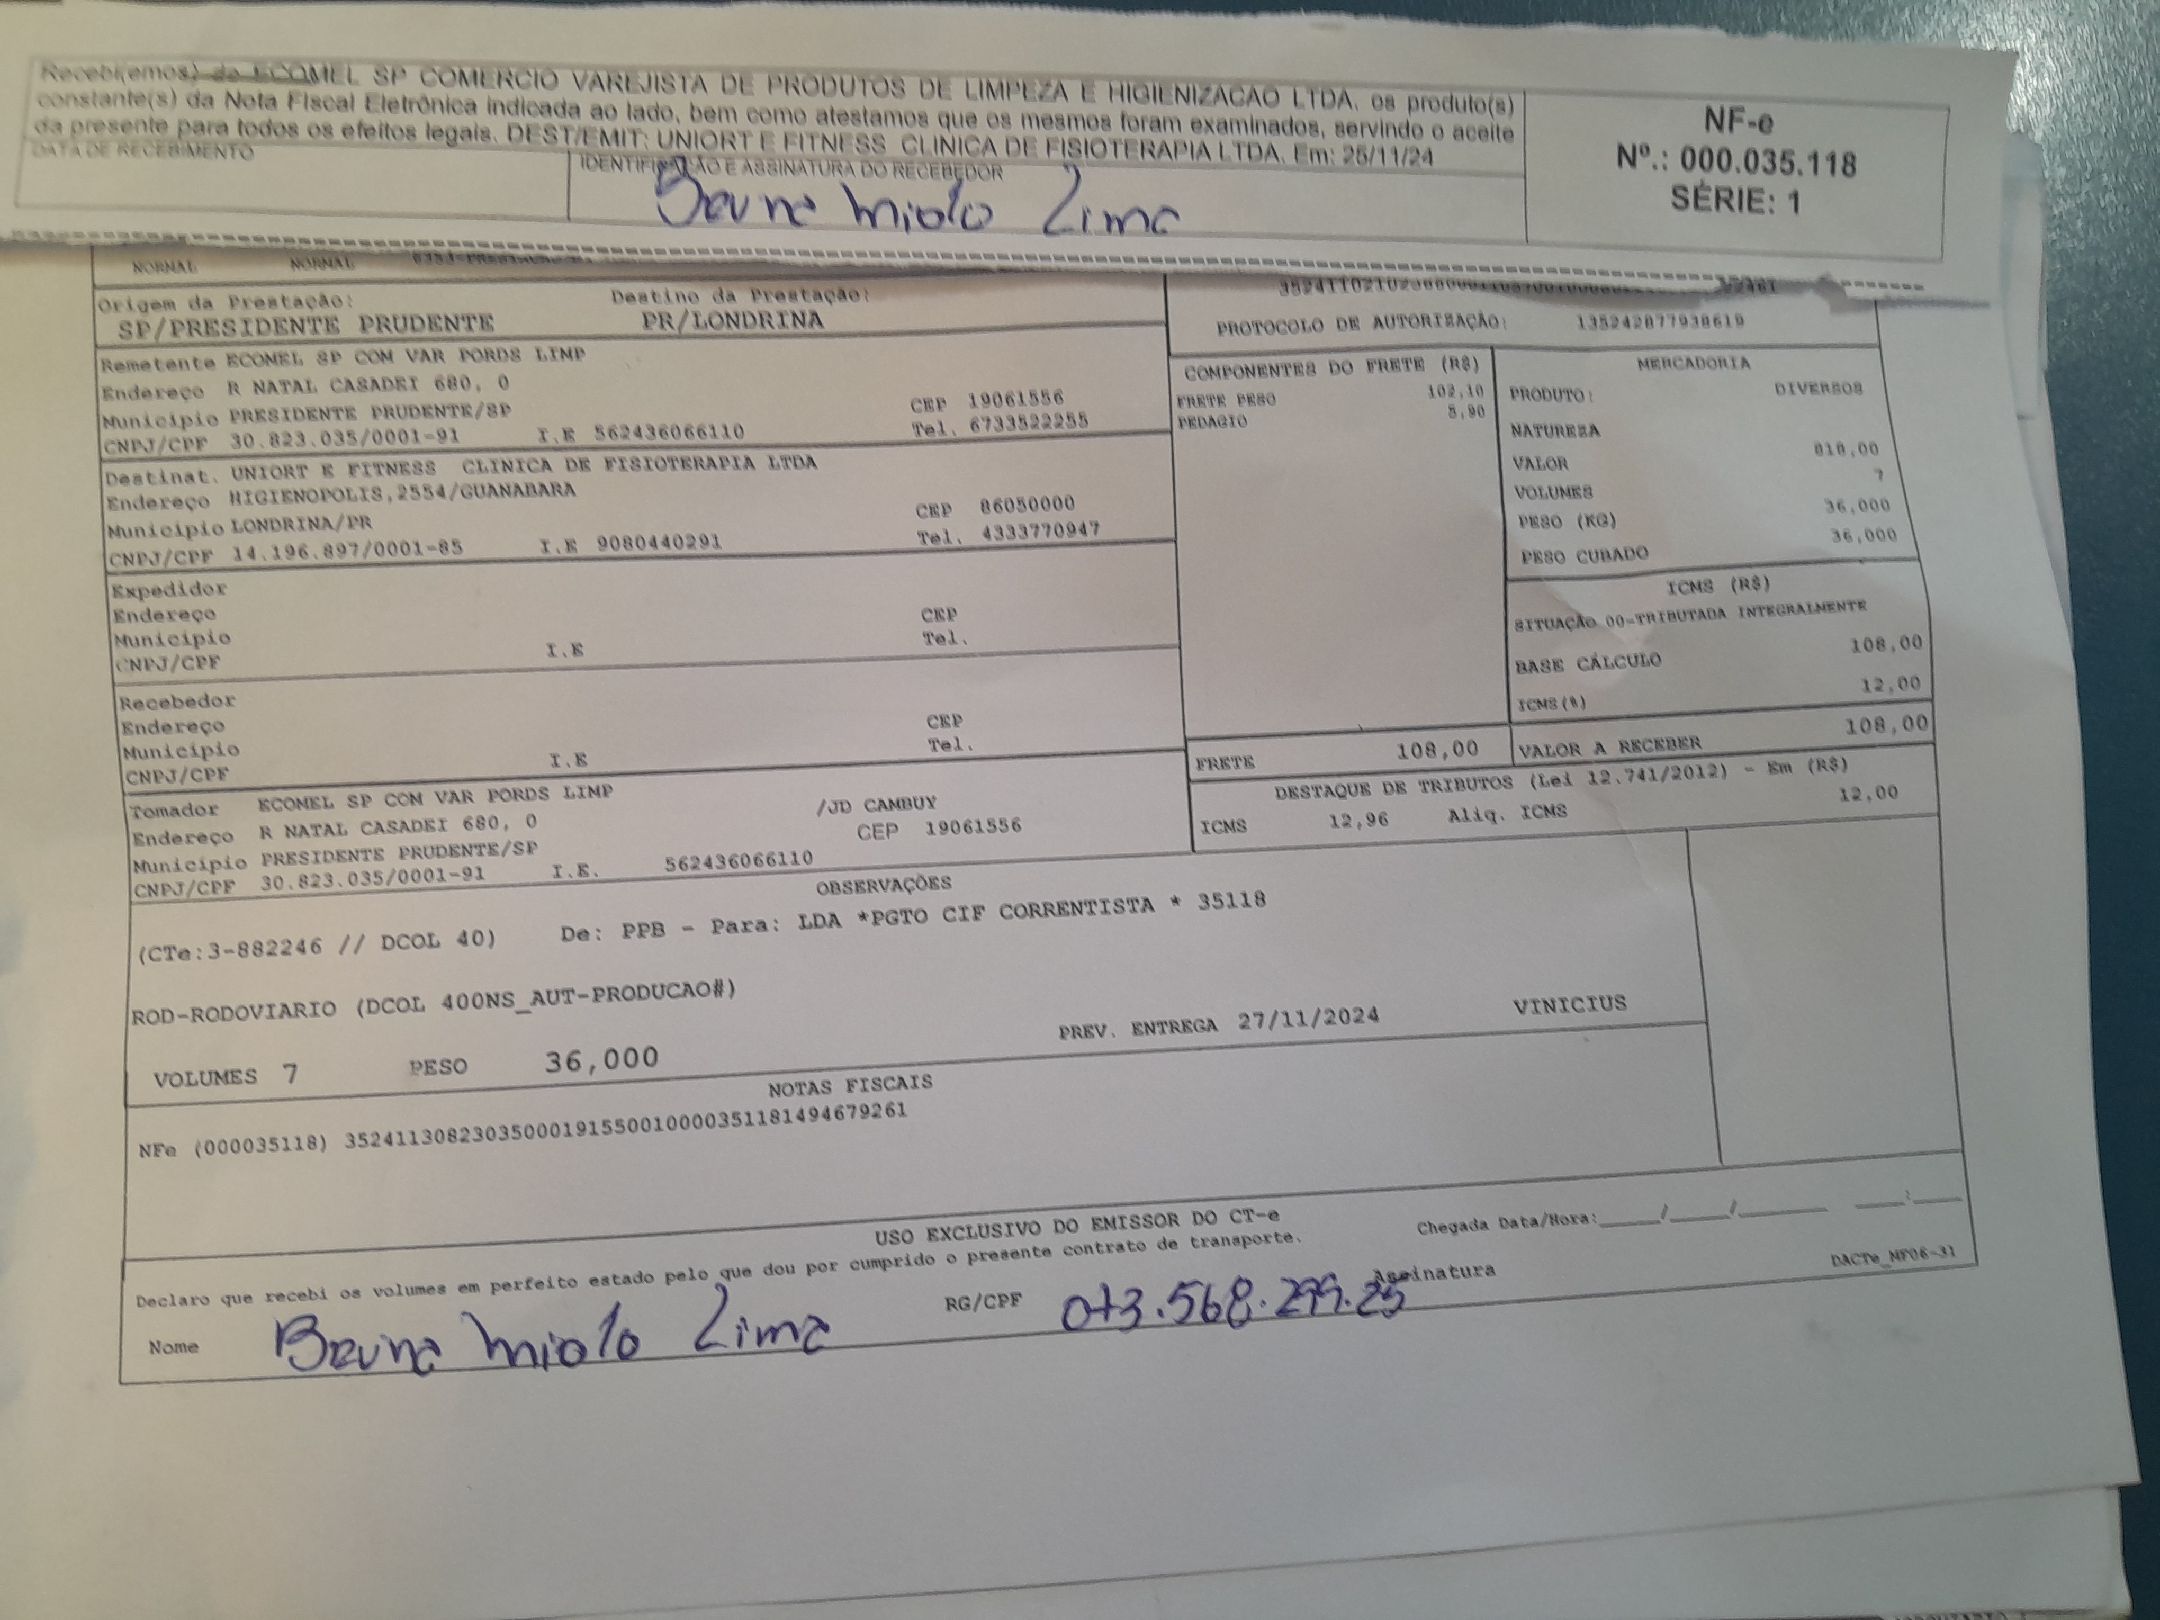 Recebi(emos) de ECOMEL SP COMERCIO VAREJISTA DE PRODUTOS DE LIMPEZA E HIGIENIZACAO LTDA, os produto(s)
constante(s) da Nota Fiscal Eletrônica indicada ao lado, bem como atestamos que os mesmos foram examinados, servindo o aceite
da presente para todos os efeitos legais. DEST/EMIT: UNIORT E FITNESS CLINICA DE FISIOTERAPIA LTDA, Em: 25/11/24
NF-e
Nº.: 000.035.118
SÉRIE: 1
DATA DE RECEBIMENTO
IDENTIFICAÇÃO E ASSINATURA DO RECEBEDOR
Bruna Miolo Lima
NORMAL NORMAL
Origem da Prestação: Destino da Prestação:
SP/PRESIDENTE PRUDENTE PR/LONDRINA
PROTOCOLO DE AUTORIZAÇÃO: 135242877938619
Remetente ECOMEL SP COM VAR PORDS LIMP
Endereço R NATAL CASADEI 680, 0
Município PRESIDENTE PRUDENTE/SP CEP 19061556
CNPJ/CPF 30.823.035/0001-91 I.E 562436066110 Tel. 6733522255
Destinat. UNIORT E FITNESS CLINICA DE FISIOTERAPIA LTDA
Endereço HIGIENOPOLIS,2554/GUANABARA
Município LONDRINA/PR CEP 86050000
CNPJ/CPF 14.196.897/0001-85 I.E 9080440291 Tel. 4333770947
Expedidor
Endereço
Município CEP
CNPJ/CPF I.E Tel.
Recebedor
Endereço
Município CEP
CNPJ/CPF I.E Tel.
Tomador ECOMEL SP COM VAR PORDS LIMP
Endereço R NATAL CASADEI 680, 0 /JD CAMBUY
Município PRESIDENTE PRUDENTE/SP CEP 19061556
CNPJ/CPF 30.823.035/0001-91 I.E. 562436066110
COMPONENTES DO FRETE (R$)
FRETE PESO 102,10
PEDAGIO 5,90
MERCADORIA
PRODUTO: DIVERSOS
NATUREZA
VALOR 818,00
VOLUMES 7
PESO (KG) 36,000
PESO CUBADO 36,000
ICMS (R$)
SITUAÇÃO 00-TRIBUTADA INTEGRALMENTE
BASE CÁLCULO 108,00
ICMS(%) 12,00
FRETE 108,00
VALOR A RECEBER 108,00
DESTAQUE DE TRIBUTOS (Lei 12.741/2012) - Em (R$)
ICMS 12,96 Aliq. ICMS 12,00
OBSERVAÇÕES
(CTe:3-882246 // DCOL 40) De: PPB - Para: LDA *PGTO CIF CORRENTISTA * 35118
ROD-RODOVIARIO (DCOL 400NS_AUT-PRODUCAO#)
VOLUMES 7 PESO 36,000 PREV. ENTREGA 27/11/2024 VINICIUS
NOTAS FISCAIS
NFe (000035118) 35241130823035000191550010000351181494679261
USO EXCLUSIVO DO EMISSOR DO CT-e
Declaro que recebi os volumes em perfeito estado pelo que dou por cumprido o presente contrato de transporte.
Chegada Data/Hora:____/____/______ ___:___
Nome Bruna Miolo Lima RG/CPF 073.568.299.25 Assinatura
DACTe_NF06-31